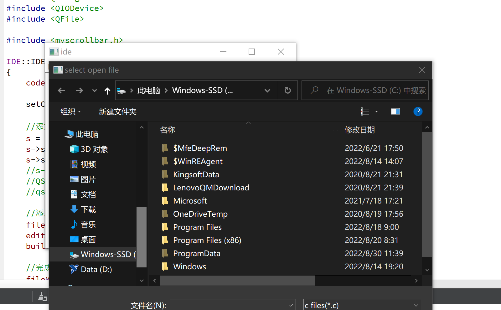 #include <QIODevice>
#include <QFile>
#include <myscrollbar.h>
ide
IDE::IDE
{
code
setC
s =
s->s
s->s
//s=
//QS
//qs
file
edit
buil
select open file
此电脑
Windows-SSD (...
在 Windows-SSD (C:) 中搜索
组织
新建文件夹
此电脑
3D 对象
视频
图片
文档
下载
音乐
桌面
Windows-SSD (
Data (D:)
名称
修改日期
$MfeDeepRem
2022/6/21 17:50
$WinREAgent
2022/8/14 14:07
KingsoftData
2020/8/21 21:31
LenovoQMDownload
2020/8/21 21:39
Microsoft
2021/7/18 17:21
OneDriveTemp
2020/8/19 17:56
Program Files
2022/8/18 9:00
Program Files (x86)
2022/8/20 8:31
ProgramData
2022/8/30 11:39
Windows
2022/8/14 19:20
文件名(N):
c files(*.c)